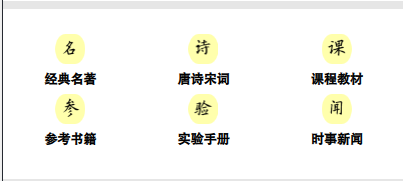 名 诗 课
经典名著 唐诗宋词 课程教材
参 验 闻
参考书籍 实验手册 时事新闻